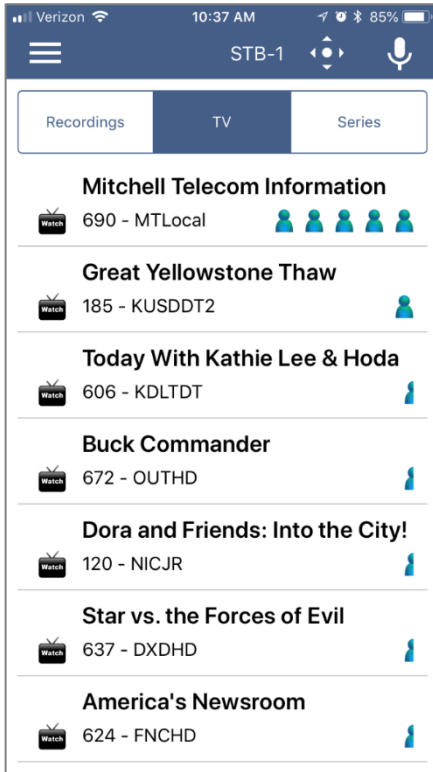 Verizon 10:37 AM 85%
STB-1
Recordings TV Series
Mitchell Telecom Information
Watch 690 - MTLocal
Great Yellowstone Thaw
Watch 185 - KUSDDT2
Today With Kathie Lee & Hoda
Watch 606 - KDLTDT
Buck Commander
Watch 672 - OUTHD
Dora and Friends: Into the City!
Watch 120 - NICJR
Star vs. the Forces of Evil
Watch 637 - DXDHD
America's Newsroom
Watch 624 - FNCHD